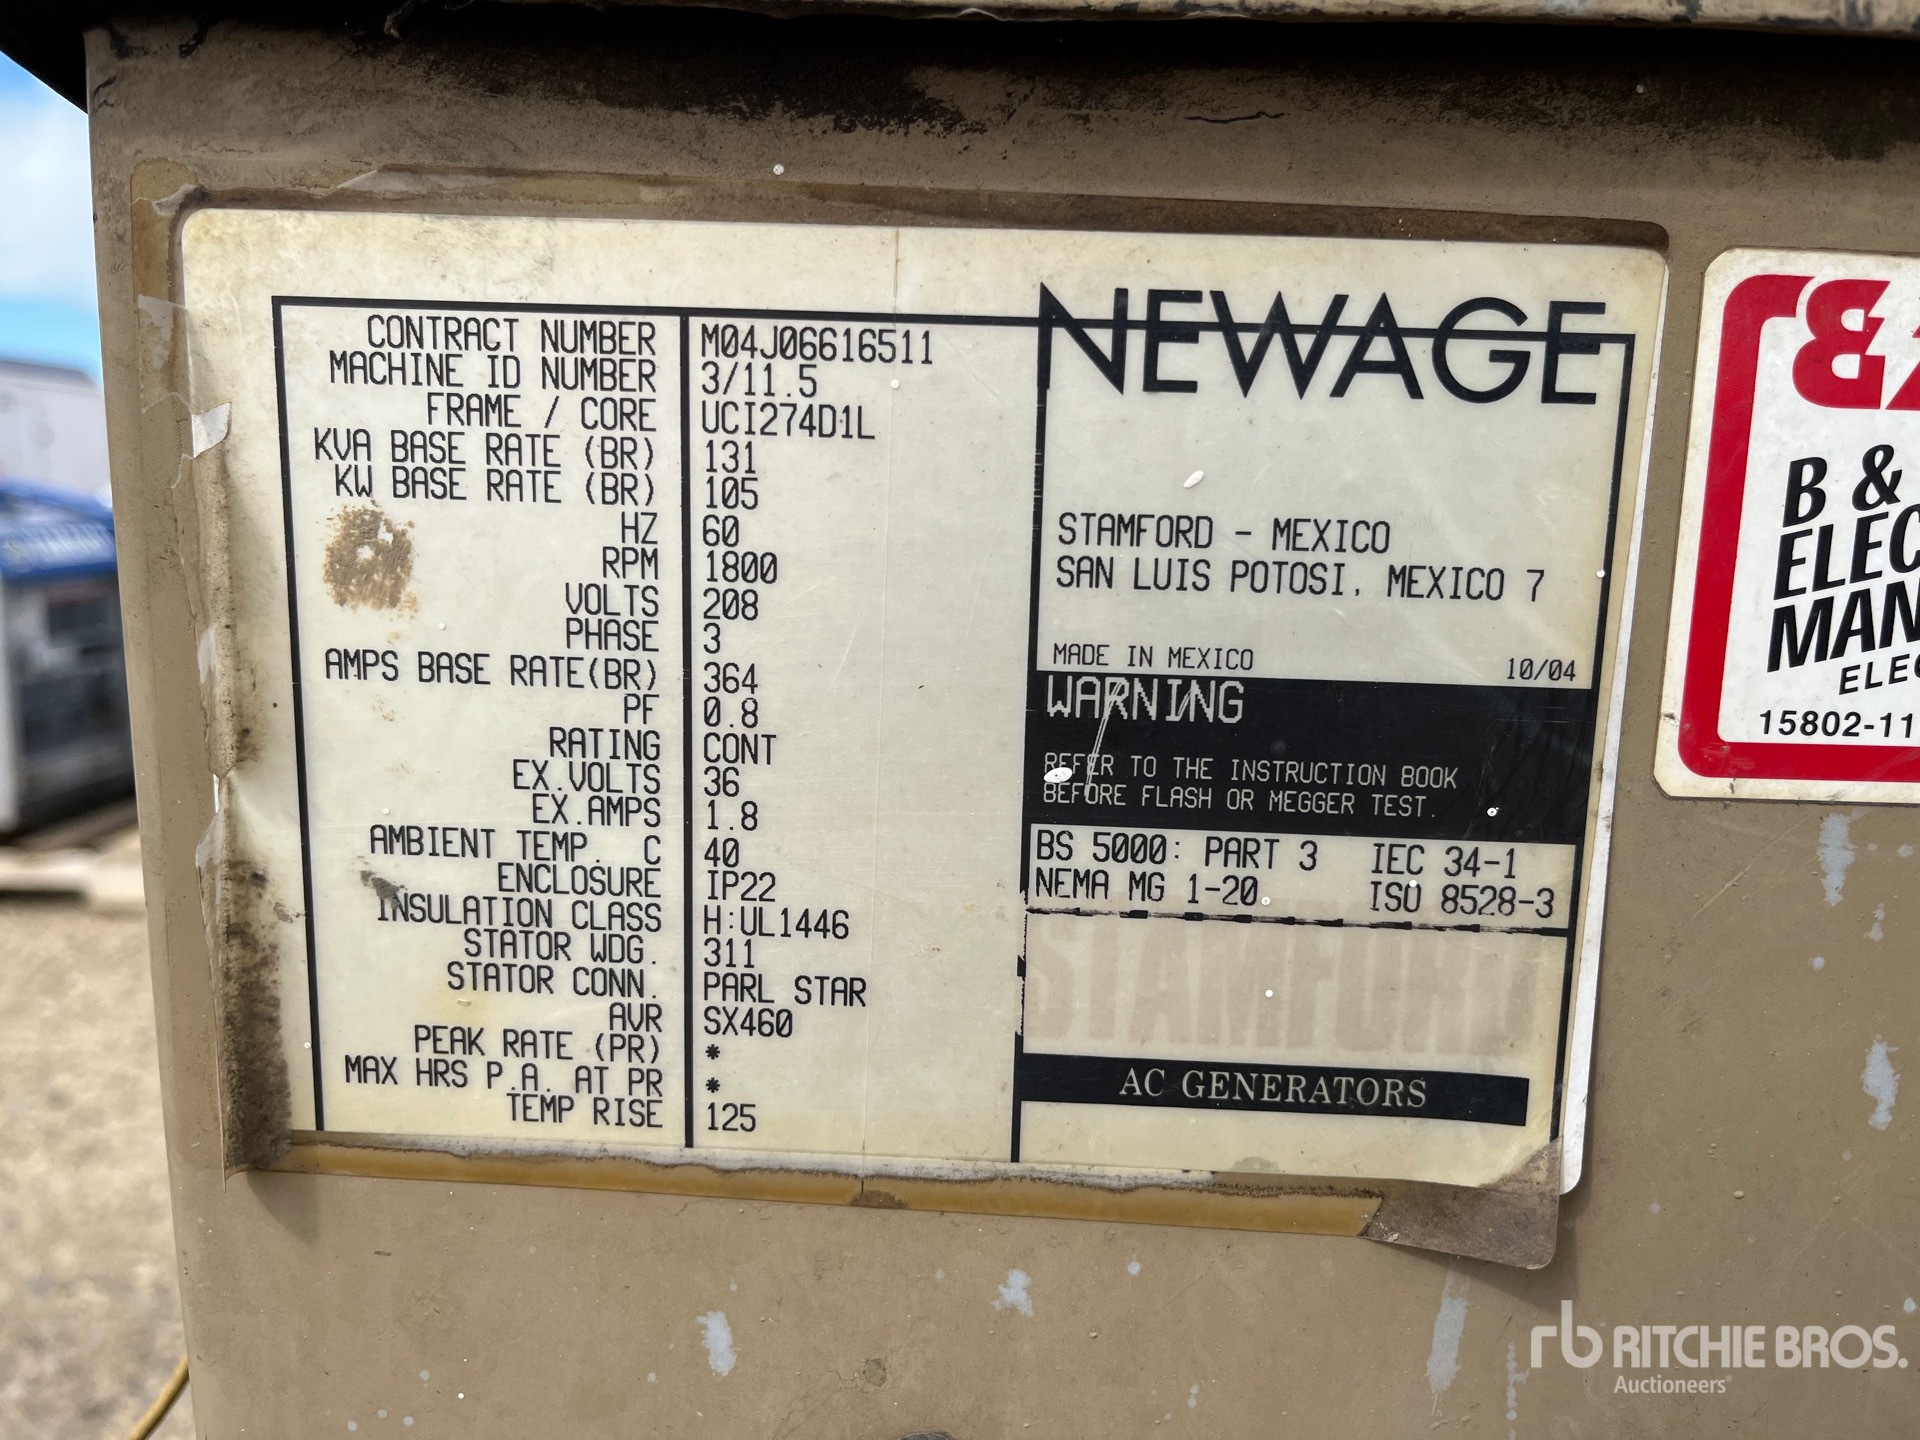 CONTRACT NUMBER M04J06616511
MACHINE ID NUMBER 3/11.5
FRAME / CORE UCI274D1L
KVA BASE RATE (BR) 131
KW BASE RATE (BR) 105
HZ 60
RPM 1800
VOLTS 208
PHASE 3
AMPS BASE RATE(BR) 364
PF 0.8
RATING CONT
EX.VOLTS 36
EX.AMPS 1.8
AMBIENT TEMP. C 40
ENCLOSURE IP22
INSULATION CLASS H:UL1446
STATOR WDG. 311
STATOR CONN. PARL STAR
AVR SX460
PEAK RATE (PR) *
MAX HRS P.A. AT PR *
TEMP RISE 125
NEWAGE
STAMFORD - MEXICO
SAN LUIS POTOSI, MEXICO 7
MADE IN MEXICO 10/04
WARNING
REFER TO THE INSTRUCTION BOOK
BEFORE FLASH OR MEGGER TEST.
BS 5000: PART 3 IEC 34-1
NEMA MG 1-20. ISO 8528-3
STAMFORD
AC GENERATORS
B &
ELEC
MAN
ELEC
15802-11
rb RITCHIE BROS.
Auctioneers